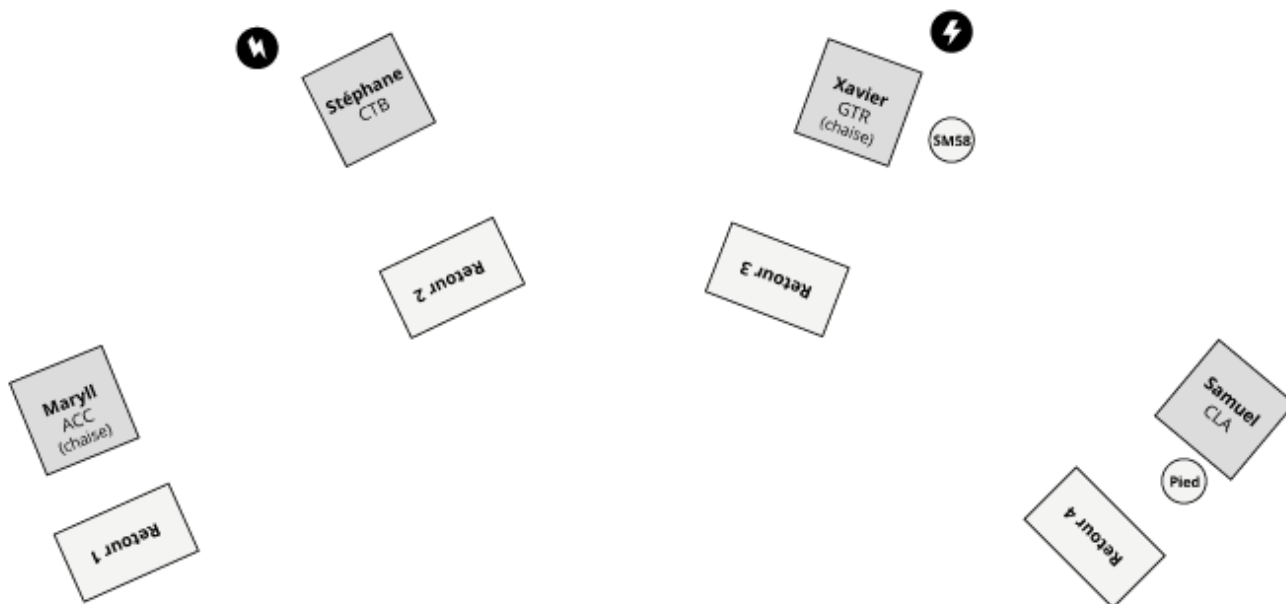 Stéphane
CTB
Xavier
GTR
(chaise)
SM58
Retour 2
Retour 3
Maryll
ACC
(chaise)
Samuel
CLA
Pied
Retour 1
Retour 4